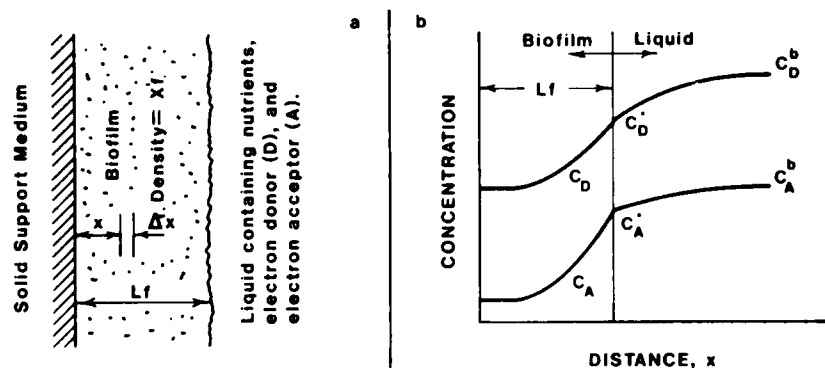 a
Solid Support Medium
Biofilm
Density= Xf
x
Δx
Lf
Liquid containing nutrients,
electron donor (D), and
electron acceptor (A).
b
Biofilm
Liquid
Lf
C_D^b
C_D^*
C_D
C_A^b
C_A^*
C_A
CONCENTRATION
DISTANCE, x